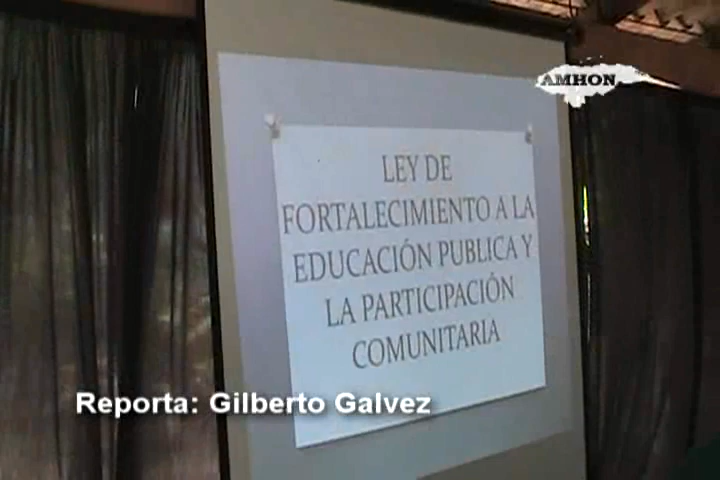 AMHON
LEY DE
FORTALECIMIENTO A LA
EDUCACIÓN PUBLICA Y
LA PARTICIPACIÓN
COMUNITARIA
Reporta: Gilberto Galvez